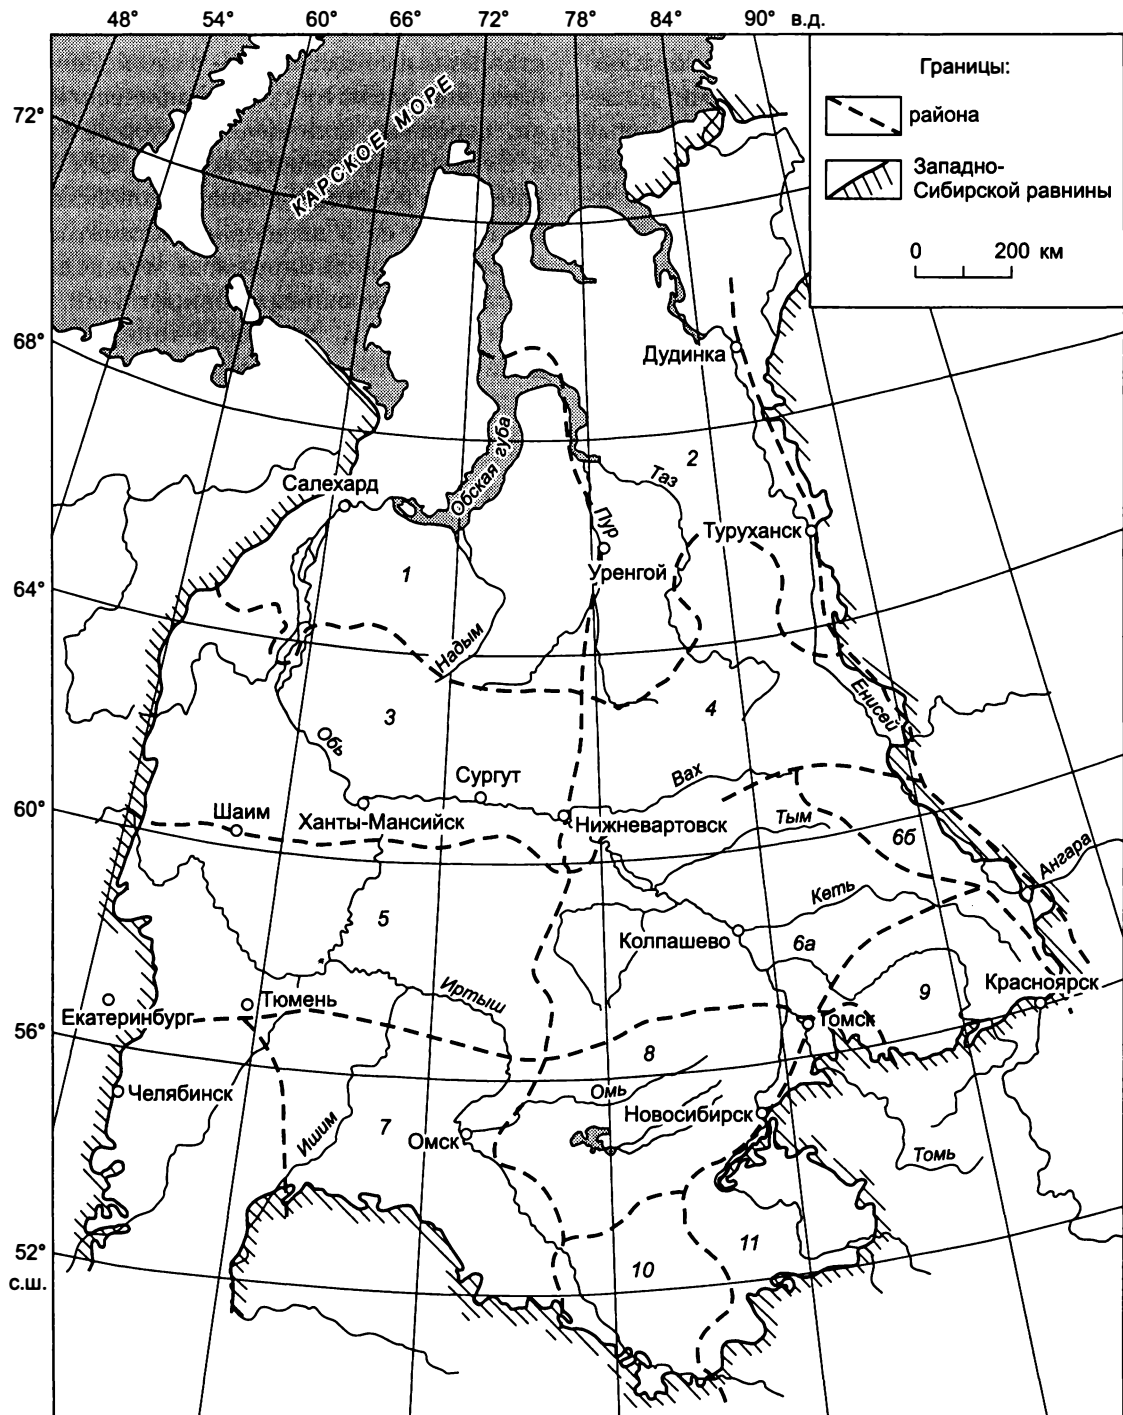 48° 54° 60° 66° 72° 78° 84° 90° в.д.
72°
68°
64°
60°
56°
52°
с.ш.
Границы:
района
Западно-
Сибирской равнины
0 200 км
КАРСКОЕ МОРЕ
Дудинка
Обская губа
2
Таз
Салехард
Пур
Туруханск
1
Уренгой
Надым
Енисей
3
4
Обь
Сургут
Вах
Шаим
Ханты-Мансийск
Нижневартовск
Тым
6б
Ангара
Кеть
5
Колпашево
6а
Иртыш
9
Красноярск
Екатеринбург
Тюмень
Томск
8
Челябинск
Омь
Новосибирск
Ишим
7
Омск
Томь
11
10